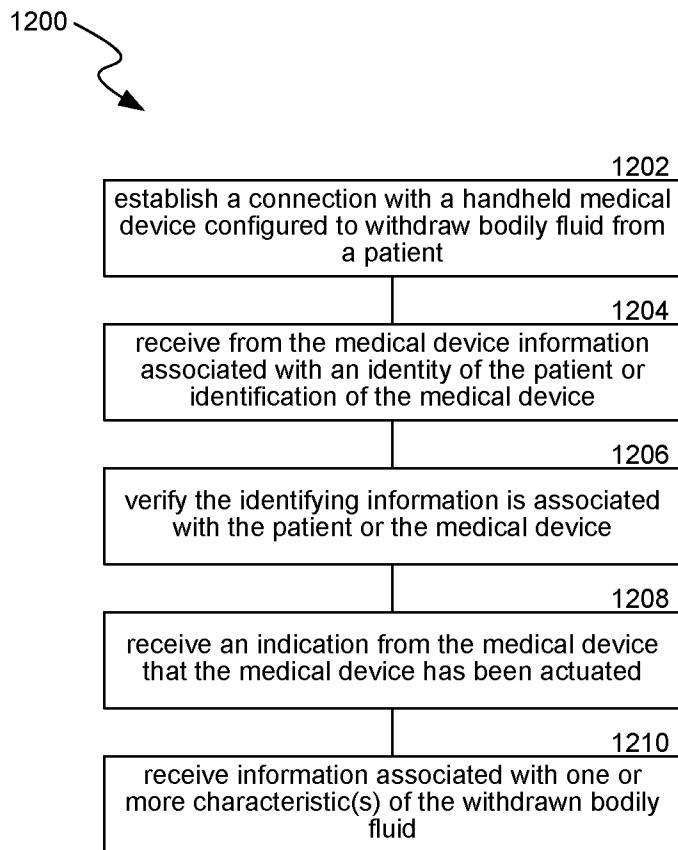 1200
1202
establish a connection with a handheld medical
device configured to withdraw bodily fluid from
a patient
1204
receive from the medical device information
associated with an identity of the patient or
identification of the medical device
1206
verify the identifying information is associated
with the patient or the medical device
1208
receive an indication from the medical device
that the medical device has been actuated
1210
receive information associated with one or
more characteristic(s) of the withdrawn bodily
fluid